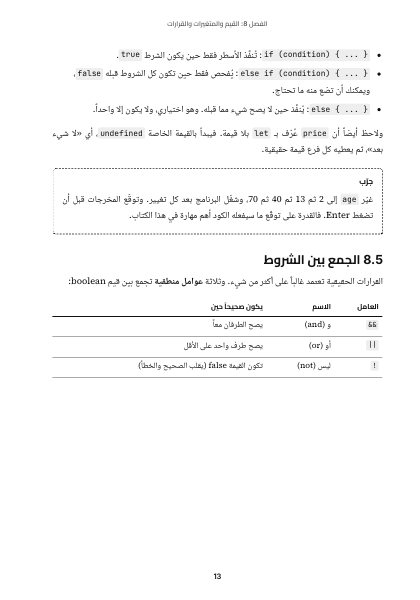 الفصل 8: القيم والمتغيرات والقرارات
• if (condition) { ... }: تُنفَّذ الأسطر فقط حين يكون الشرط true.
• else if (condition) { ... }: يُفحص فقط حين تكون كل الشروط قبله false،
ويمكنك أن تضع منه ما تحتاج.
• else { ... }: يُنفَّذ حين لا يصح شيء مما قبله. وهو اختياري، ولا يكون إلا واحداً.
ولاحظ أيضاً أن price عُرّف بـ let بلا قيمة. فيبدأ بالقيمة الخاصة undefined، أي «لا شيء
بعد»، ثم يعطيه كل فرع قيمة حقيقية.
جرّب
غيّر age إلى 2 ثم 13 ثم 40 ثم 70، وشغّل البرنامج بعد كل تغيير. وتوقّع المخرجات قبل أن
تضغط Enter. فالقدرة على توقّع ما سيفعله الكود أهم مهارة في هذا الكتاب.
8.5 الجمع بين الشروط
القرارات الحقيقية تعتمد غالباً على أكثر من شيء. وثلاثة عوامل منطقية تجمع بين قيم boolean:
العامل الاسم يكون صحيحاً حين
&& و (and) يصح الطرفان معاً
|| أو (or) يصح طرف واحد على الأقل
! ليس (not) تكون القيمة false (يقلب الصحيح والخطأ)
13